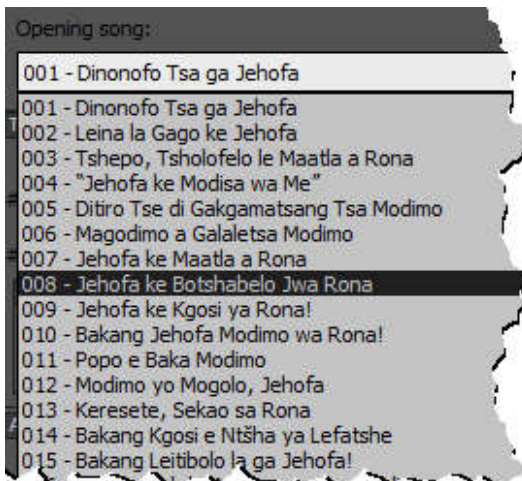 Opening song:
001 - Dinonofo Tsa ga Jehofa
001 - Dinonofo Tsa ga Jehofa
002 - Leina la Gago ke Jehofa
003 - Tshepo, Tsholofelo le Maatla a Rona
004 - “Jehofa ke Modisa wa Me”
005 - Ditiro Tse di Gakgamatsang Tsa Modimo
006 - Magodimo a Galaletsa Modimo
007 - Jehofa ke Maatla a Rona
008 - Jehofa ke Botshabelo Jwa Rona
009 - Jehofa ke Kgosi ya Rona!
010 - Bakang Jehofa Modimo wa Rona!
011 - Popo e Baka Modimo
012 - Modimo yo Mogolo, Jehofa
013 - Keresete, Sekao sa Rona
014 - Bakang Kgosi e Ntšha ya Lefatshe
015 - Bakang Leitibolo la ga Jehofa!